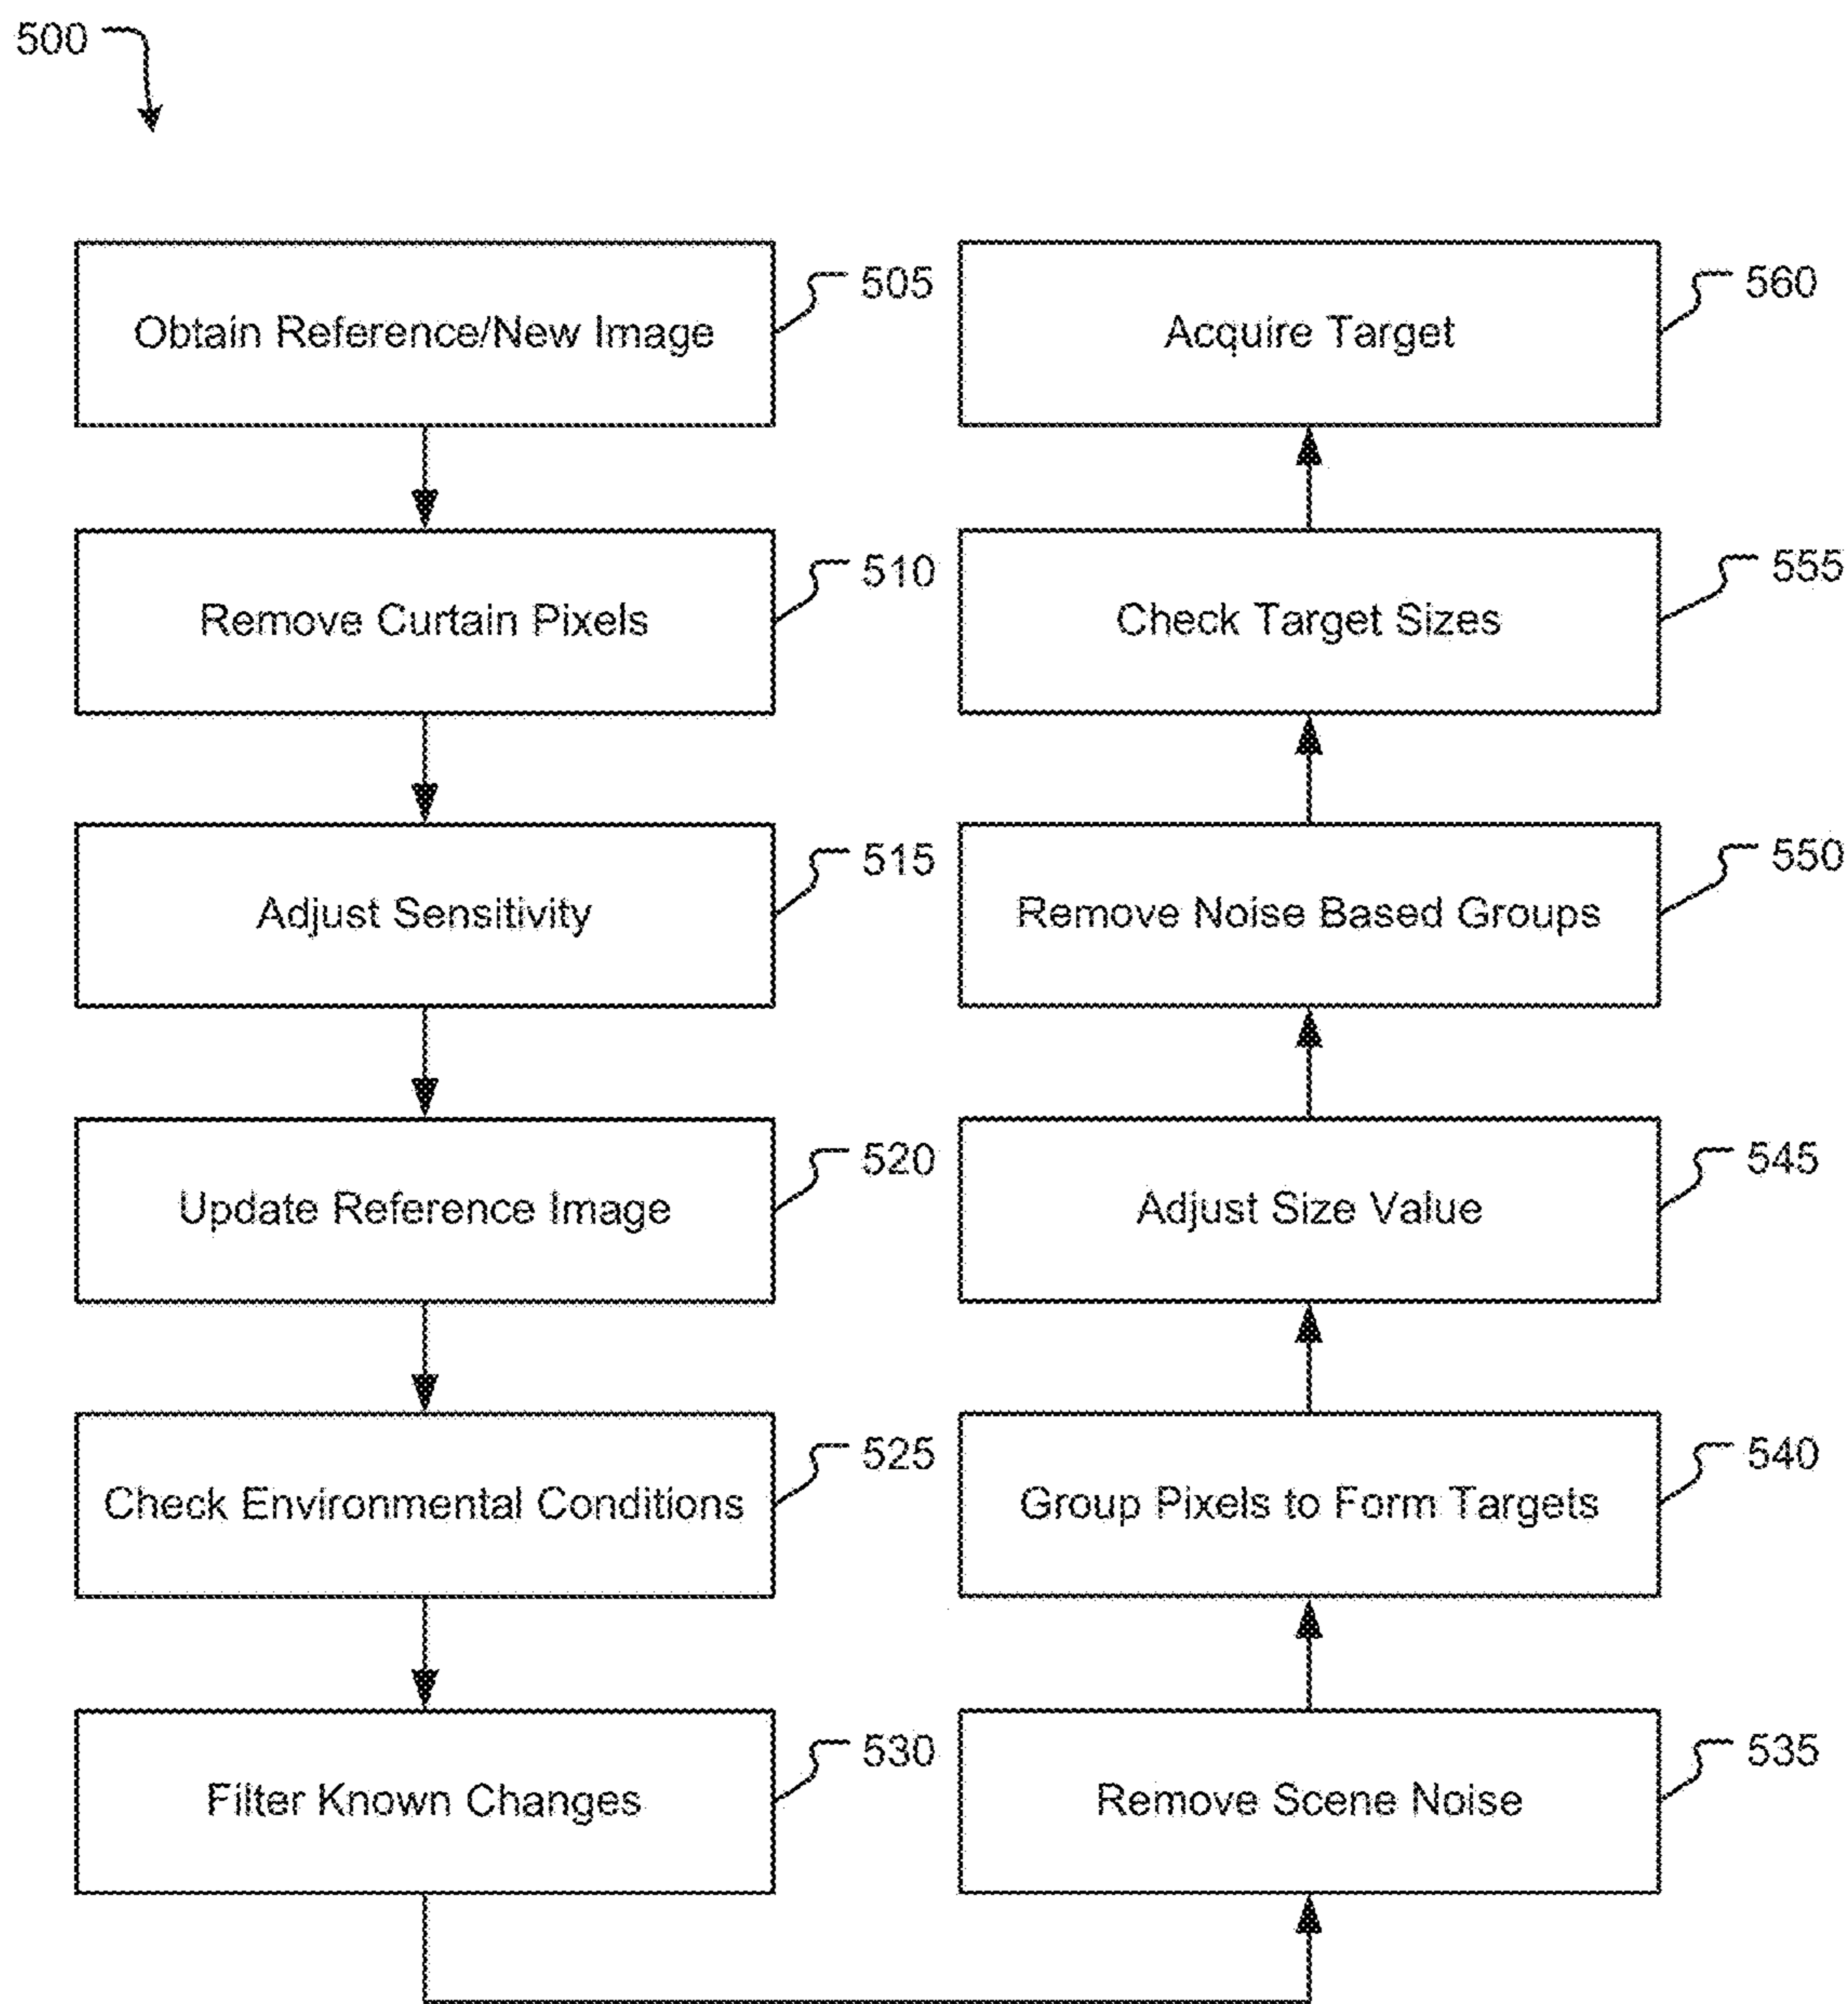 500
Obtain Reference/New Image
505
Remove Curtain Pixels
510
Adjust Sensitivity
515
Update Reference Image
520
Check Environmental Conditions
525
Filter Known Changes
530
Remove Scene Noise
535
Group Pixels to Form Targets
540
Adjust Size Value
545
Remove Noise Based Groups
550
Check Target Sizes
555
Acquire Target
560